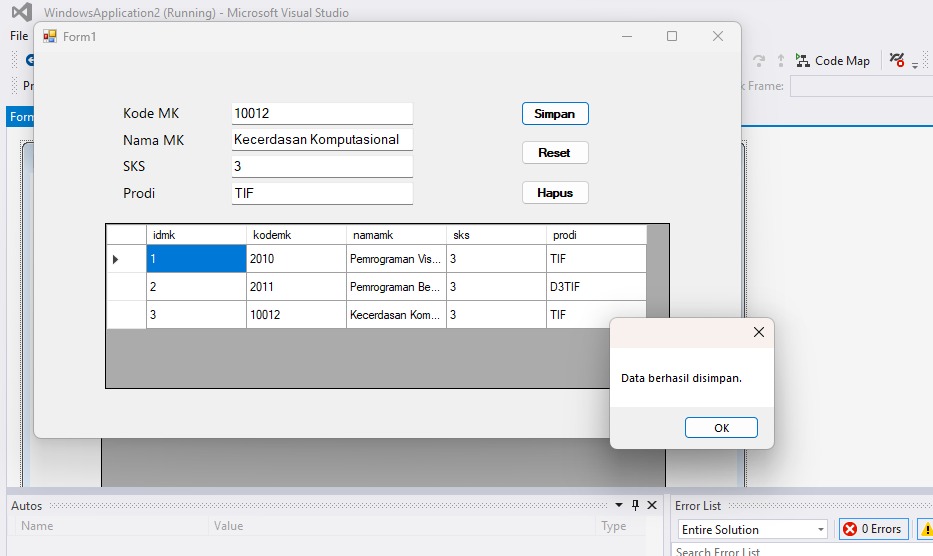 WindowsApplication2 (Running) - Microsoft Visual Studio
File
Form1
Code Map
Frame:
Form
Kode MK 10012 Simpan
Nama MK Kecerdasan Komputasional
Reset
SKS 3
Prodi TIF Hapus
idmk kodemk namamk sks prodi
1 2010 Pemrograman Vis... 3 TIF
2 2011 Pemrograman Be... 3 D3TIF
3 10012 Kecerdasan Kom... 3 TIF
Data berhasil disimpan.
OK
Autos
Name Value Type
Error List
Entire Solution 0 Errors
Search Error List